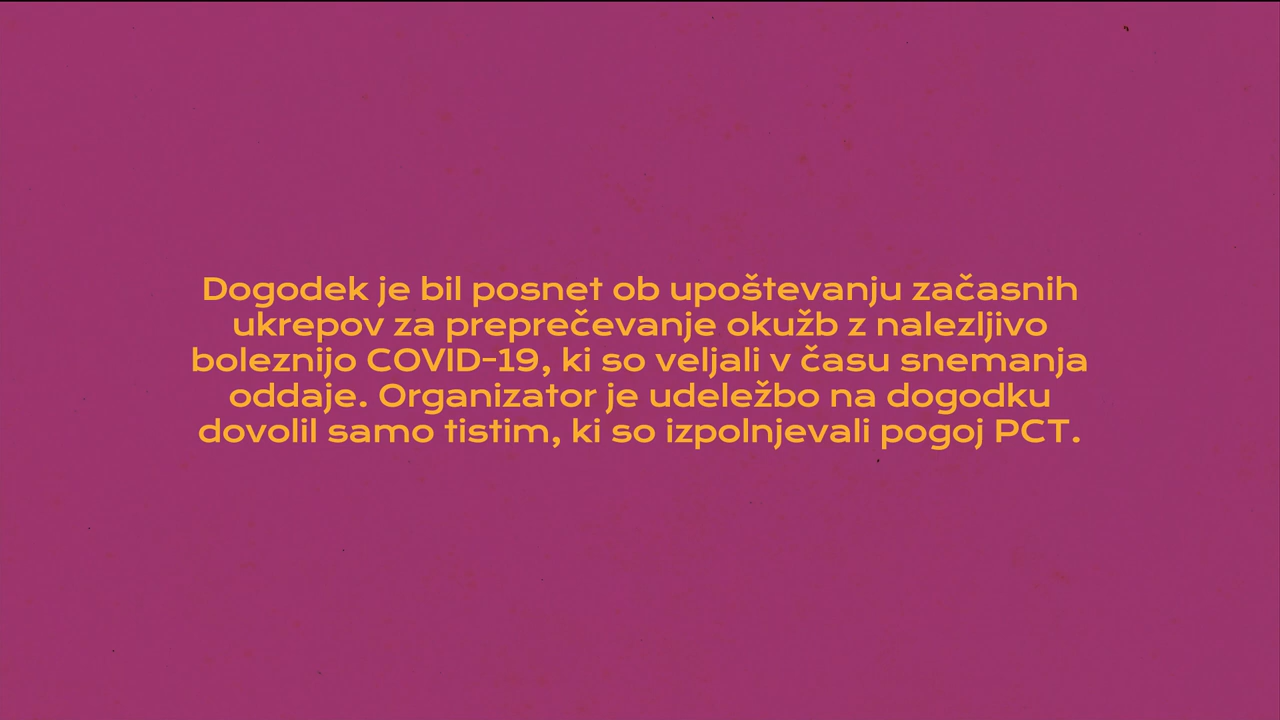 Dogodek je bil posnet ob upoštevanju začasnih
ukrepov za preprečevanje okužb z nalezljivo
boleznijo COVID-19, ki so veljali v času snemanja
oddaje. Organizator je udeležbo na dogodku
dovolil samo tistim, ki so izpolnjevali pogoj PCT.